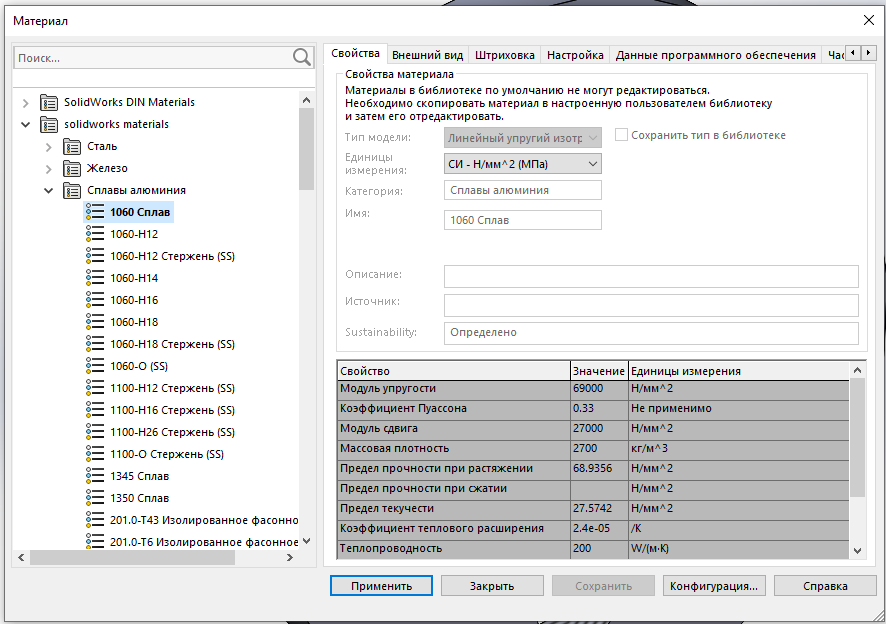 Материал
Поиск...
SolidWorks DIN Materials
solidworks materials
Сталь
Железо
Сплавы алюминия
1060 Сплав
1060-H12
1060-H12 Стержень (SS)
1060-H14
1060-H16
1060-H18
1060-H18 Стержень (SS)
1060-O (SS)
1100-H12 Стержень (SS)
1100-H16 Стержень (SS)
1100-H26 Стержень (SS)
1100-O Стержень (SS)
1345 Сплав
1350 Сплав
201.0-T43 Изолированное фасонно
201.0-T6 Изолированное фасонное
Свойства Внешний вид Штриховка Настройка Данные программного обеспечения Час
Свойства материала
Материалы в библиотеке по умолчанию не могут редактироваться.
Необходимо скопировать материал в настроенную пользователем библиотеку
и затем его отредактировать.
Тип модели: Линейный упругий изотр Сохранить тип в библиотеке
Единицы
измерения: СИ - Н/мм^2 (МПа)
Категория: Сплавы алюминия
Имя: 1060 Сплав
Описание:
Источник:
Sustainability: Определено
Свойство Значение Единицы измерения
Модуль упругости 69000 Н/мм^2
Коэффициент Пуассона 0.33 Не применимо
Модуль сдвига 27000 Н/мм^2
Массовая плотность 2700 кг/м^3
Предел прочности при растяжении 68.9356 Н/мм^2
Предел прочности при сжатии Н/мм^2
Предел текучести 27.5742 Н/мм^2
Коэффициент теплового расширения 2.4e-05 /K
Теплопроводность 200 W/(м·K)
Применить Закрыть Сохранить Конфигурация... Справка